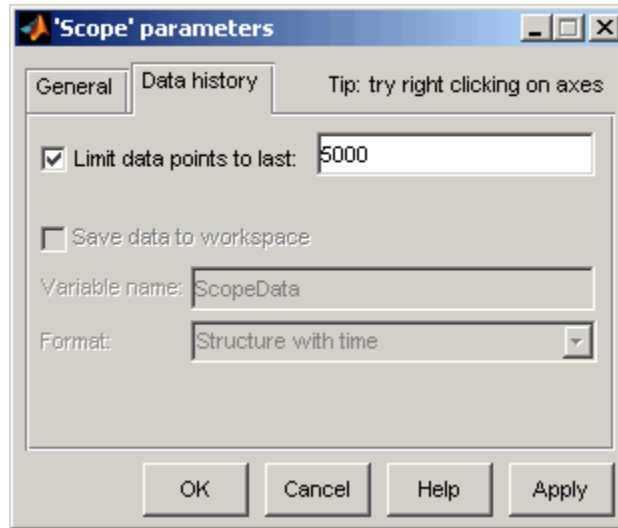 'Scope' parameters
General
Data history
Tip: try right clicking on axes
Limit data points to last: 5000
Save data to workspace
Variable name: ScopeData
Format: Structure with time
OK Cancel Help Apply